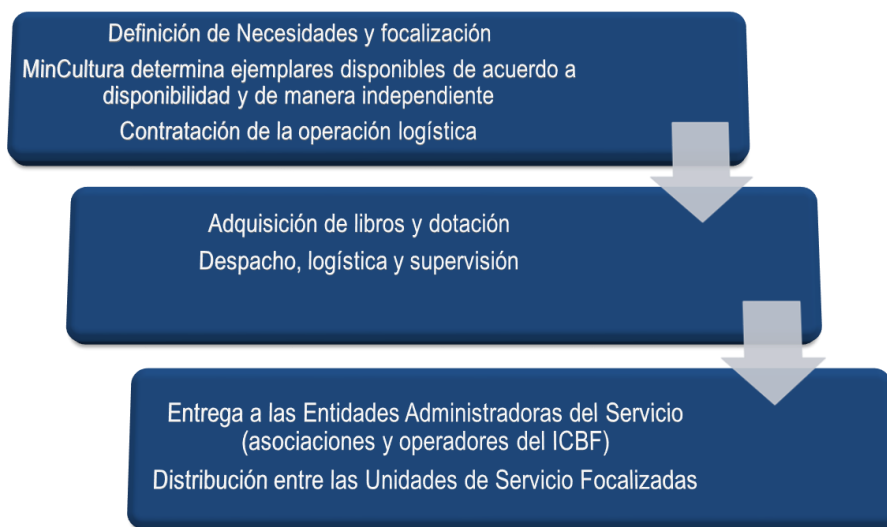 Definición de Necesidades y focalización
MinCultura determina ejemplares disponibles de acuerdo a
disponibilidad y de manera independiente
Contratación de la operación logística
Adquisición de libros y dotación
Despacho, logística y supervisión
Entrega a las Entidades Administradoras del Servicio
(asociaciones y operadores del ICBF)
Distribución entre las Unidades de Servicio Focalizadas